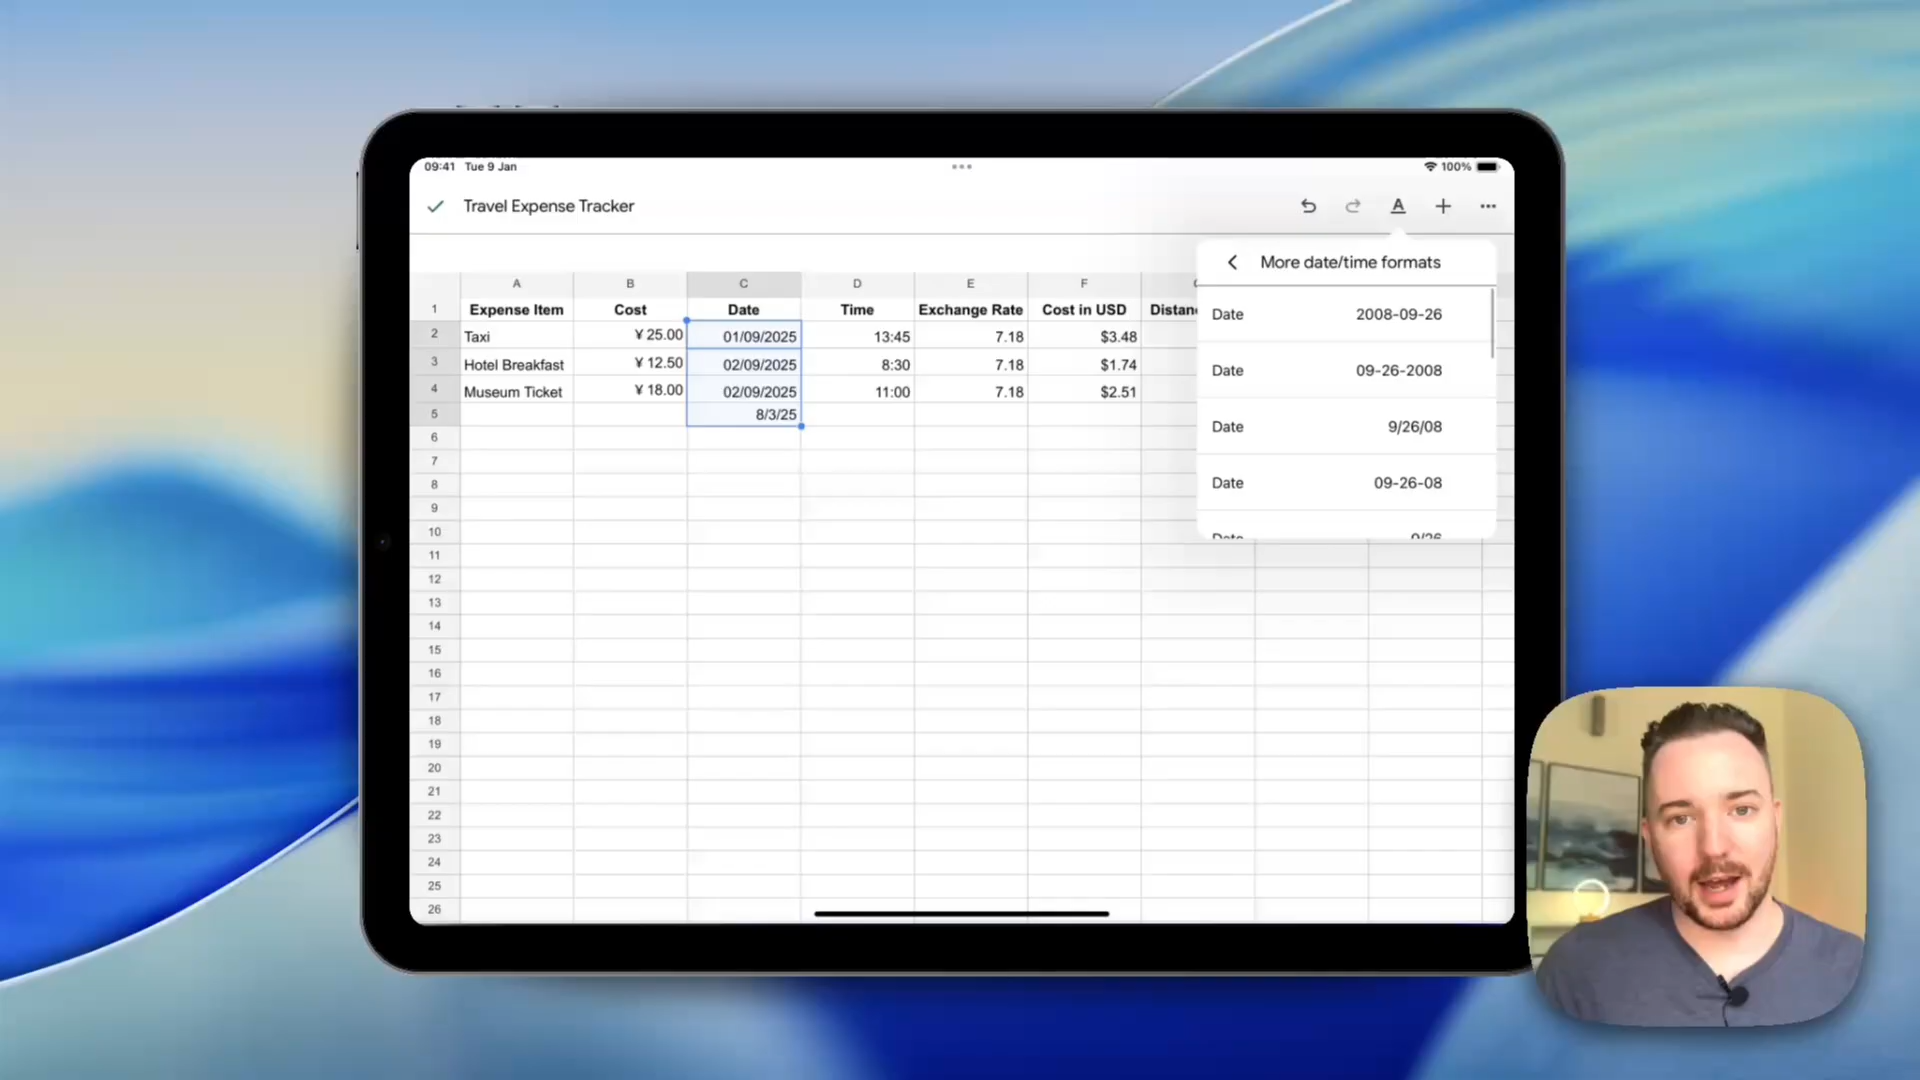 09:41 Tue 9 Jan
100%
Travel Expense Tracker
More date/time formats
A B C D E F
1 Expense Item Cost Date Time Exchange Rate Cost in USD
2 Taxi ¥ 25.00 01/09/2025 13:45 7.18 $3.48
3 Hotel Breakfast ¥ 12.50 02/09/2025 8:30 7.18 $1.74
4 Museum Ticket ¥ 18.00 02/09/2025 11:00 7.18 $2.51
5 8/3/25
6
7
8
9
10
11
12
13
14
15
16
17
18
19
20
21
22
23
24
25
26
Date 2008-09-26
Date 09-26-2008
Date 9/26/08
Date 09-26-08
Date 9/26